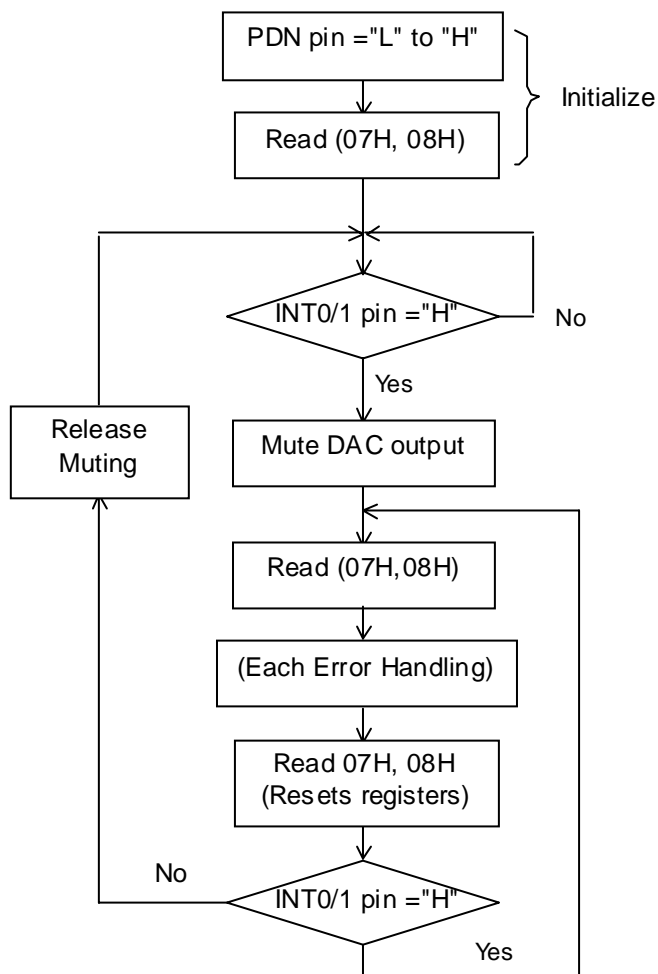 PDN pin ="L" to "H"
Initialize
Read (07H, 08H)
INT0/1 pin ="H"
No
Yes
Release
Muting
Mute DAC output
Read (07H,08H)
(Each Error Handling)
Read 07H, 08H
(Resets registers)
No
INT0/1 pin ="H"
Yes